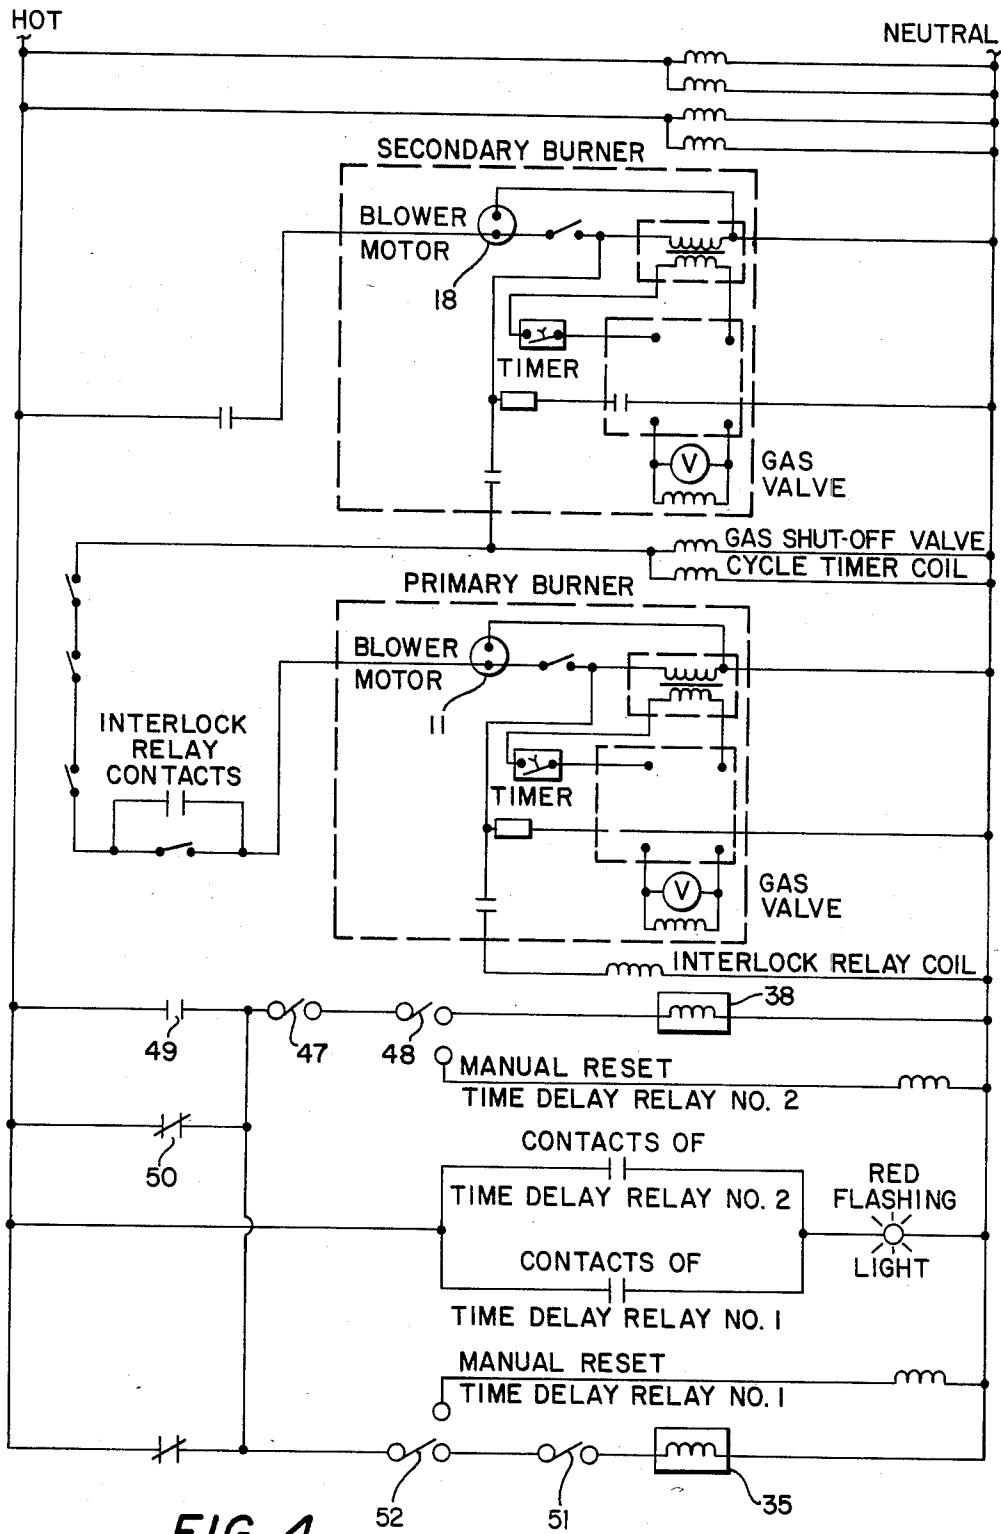 HOT
NEUTRAL
SECONDARY BURNER
BLOWER
MOTOR
18
TIMER
V
GAS
VALVE
GAS SHUT-OFF VALVE
CYCLE TIMER COIL
PRIMARY BURNER
BLOWER
MOTOR
11
INTERLOCK
RELAY
CONTACTS
TIMER
V
GAS
VALVE
INTERLOCK RELAY COIL
38
49
47
48
MANUAL RESET
TIME DELAY RELAY NO. 2
50
CONTACTS OF
TIME DELAY RELAY NO. 2
RED
FLASHING
LIGHT
CONTACTS OF
TIME DELAY RELAY NO. 1
MANUAL RESET
TIME DELAY RELAY NO. 1
52
51
35
FIG. 4